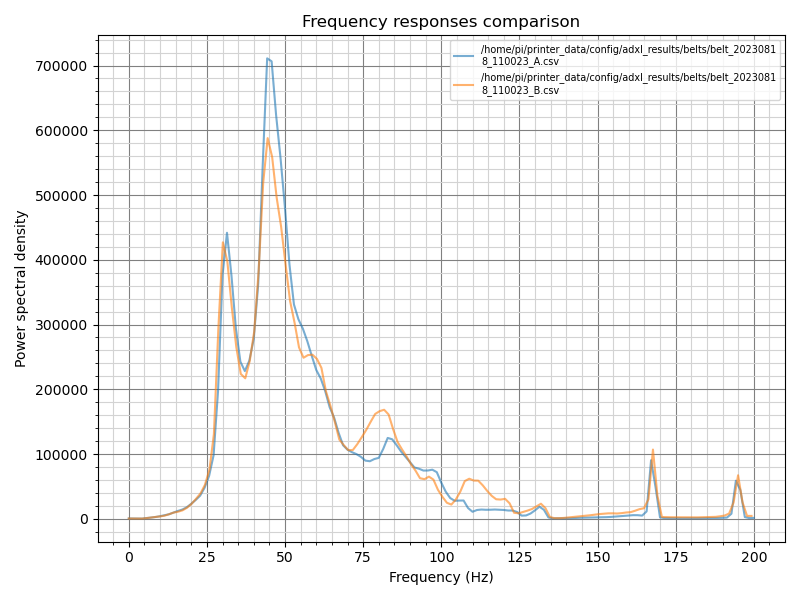 Frequency responses comparison
/home/pi/printer_data/config/adxl_results/belts/belt_2023081
8_110023_A.csv
/home/pi/printer_data/config/adxl_results/belts/belt_2023081
8_110023_B.csv
Power spectral density
700000
600000
500000
400000
300000
200000
100000
0
0 25 50 75 100 125 150 175 200
Frequency (Hz)